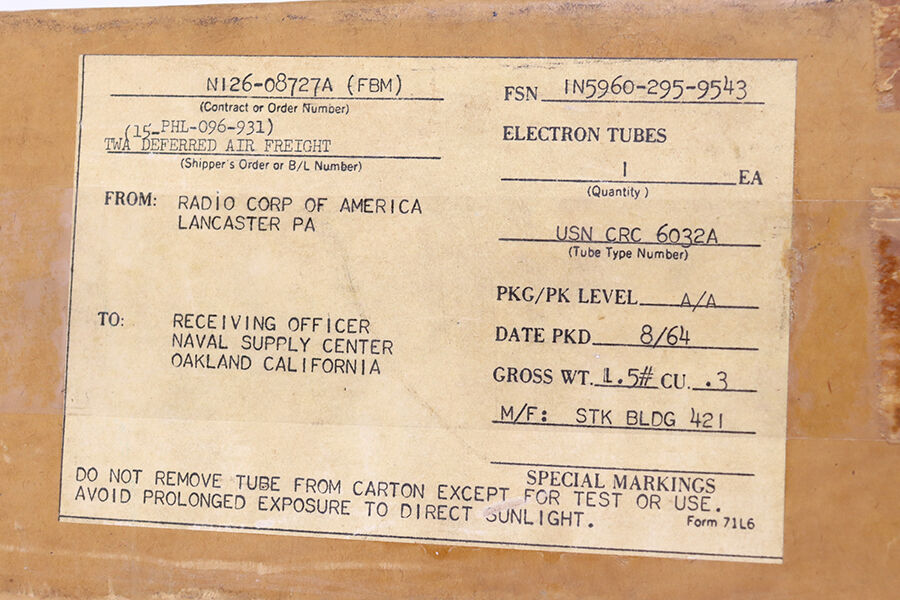 N126-08727A (FBM)
(Contract or Order Number)
(15-PHL-096-931)
TWA DEFERRED AIR FREIGHT
(Shipper's Order or B/L Number)
FROM: RADIO CORP OF AMERICA
LANCASTER PA
TO: RECEIVING OFFICER
NAVAL SUPPLY CENTER
OAKLAND CALIFORNIA
FSN 1N5960-295-9543
ELECTRON TUBES
1 EA
(Quantity)
USN CRC 6032A
(Tube Type Number)
PKG/PK LEVEL A/A
DATE PKD 8/64
GROSS WT. 1.5# CU. .3
M/F: STK BLDG 421
SPECIAL MARKINGS
DO NOT REMOVE TUBE FROM CARTON EXCEPT FOR TEST OR USE.
AVOID PROLONGED EXPOSURE TO DIRECT SUNLIGHT.
Form 71L6